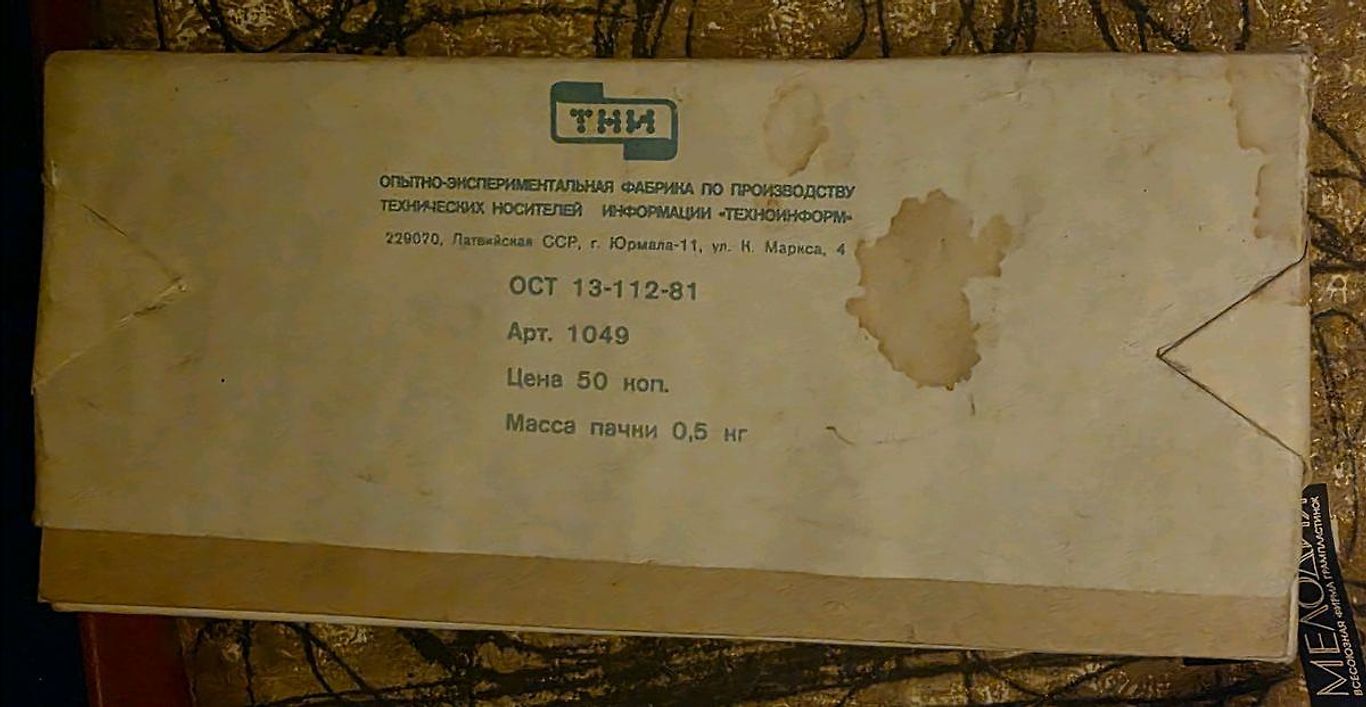 ТНИ
ОПЫТНО-ЭКСПЕРИМЕНТАЛЬНАЯ ФАБРИКА ПО ПРОИЗВОДСТВУ
ТЕХНИЧЕСКИХ НОСИТЕЛЕЙ ИНФОРМАЦИИ «ТЕХНОИНФОРМ»
229070, Латвийская ССР, г. Юрмала-11, ул. К. Маркса, 4
ОСТ 13-112-81
Арт. 1049
Цена 50 коп.
Масса пачки 0,5 кг
МЕЛОДИЯ
ВСЕСОЮЗНАЯ ФИРМА ГРАМПЛАСТИНОК